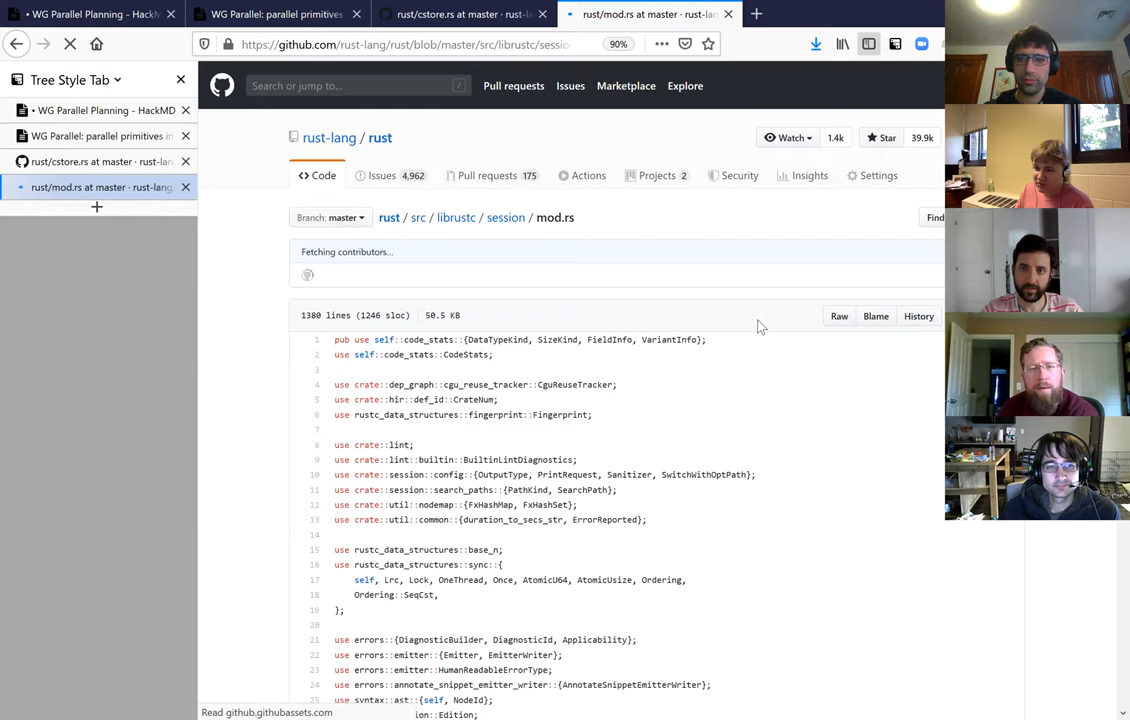 • WG Parallel Planning - HackM
WG Parallel: parallel primitives
rust/cstore.rs at master · rust-l
rust/mod.rs at master · rust-lan
https://github.com/rust-lang/rust/blob/master/src/librustc/sessio
90%
Tree Style Tab
• WG Parallel Planning - HackMD
WG Parallel: parallel primitives in
rust/cstore.rs at master · rust-lang
rust/mod.rs at master · rust-lang
Search or jump to...
/
Pull requests Issues Marketplace Explore
rust-lang / rust
Watch 1.4k Star 39.9k
Code Issues 4,962 Pull requests 175 Actions Projects 2 Security Insights Settings
Branch: master rust / src / librustc / session / mod.rs Find
Fetching contributors...
1380 lines (1246 sloc) 50.5 KB Raw Blame History
1 pub use self::code_stats::{DataTypeKind, SizeKind, FieldInfo, VariantInfo};
2 use self::code_stats::CodeStats;
3
4 use crate::dep_graph::cgu_reuse_tracker::CguReuseTracker;
5 use crate::hir::def_id::CrateNum;
6 use rustc_data_structures::fingerprint::Fingerprint;
7
8 use crate::lint;
9 use crate::lint::builtin::BuiltinLintDiagnostics;
10 use crate::session::config::{OutputType, PrintRequest, Sanitizer, SwitchWithOptPath};
11 use crate::session::search_paths::{PathKind, SearchPath};
12 use crate::util::nodemap::{FxHashMap, FxHashSet};
13 use crate::util::common::{duration_to_secs_str, ErrorReported};
14
15 use rustc_data_structures::base_n;
16 use rustc_data_structures::sync::{
17 self, Lrc, Lock, OneThread, Once, AtomicU64, AtomicUsize, Ordering,
18 Ordering::SeqCst,
19 };
20
21 use errors::{DiagnosticBuilder, DiagnosticId, Applicability};
22 use errors::emitter::{Emitter, EmitterWriter};
23 use errors::emitter::HumanReadableErrorType;
24 use errors::annotate_snippet_emitter_writer::{AnnotateSnippetEmitterWriter};
25 use syntax::ast::{self, NodeId};
ion::Edition;
Read github.githubassets.com